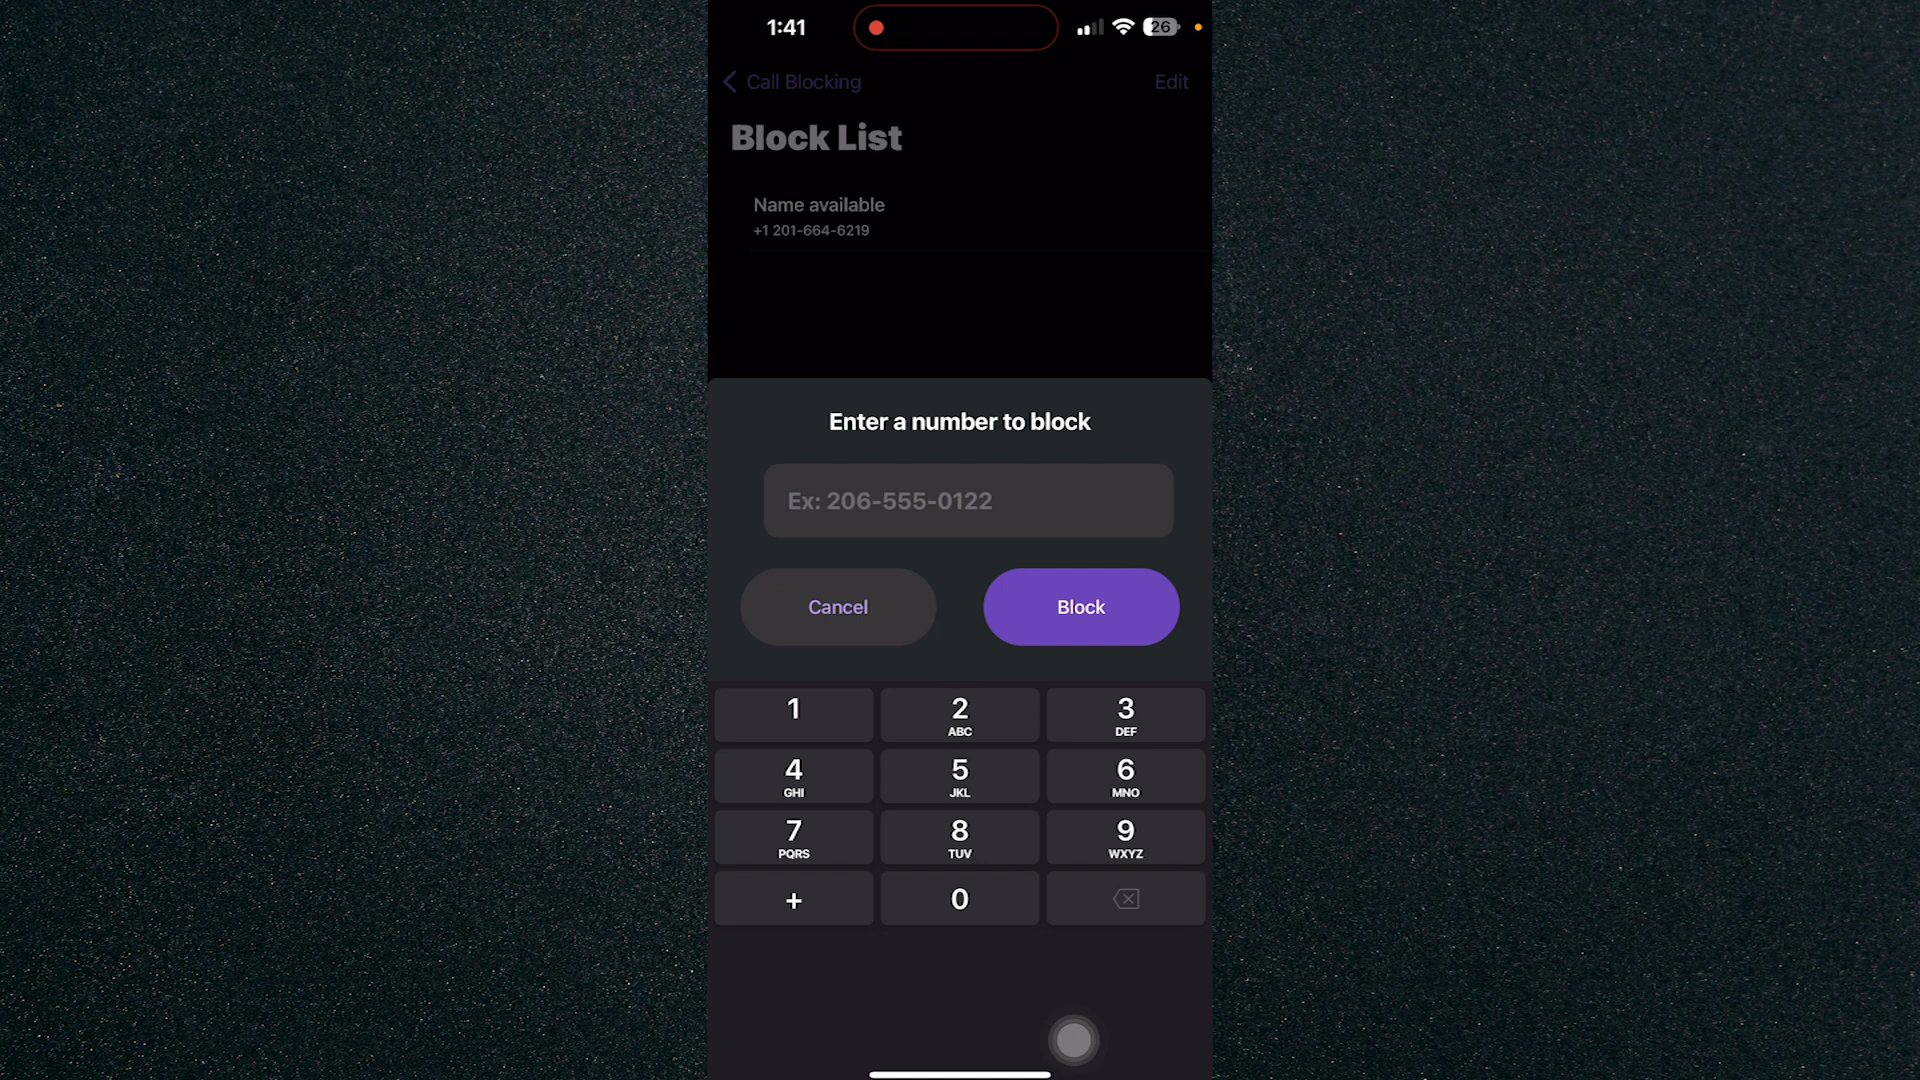 1:41
26
Call Blocking
Edit
Block List
Name available
+1 201-664-6219
Enter a number to block
Ex: 206-555-0122
Cancel
Block
1
2
3
ABC
DEF
4
5
6
GHI
JKL
MNO
7
8
9
PQRS
TUV
WXYZ
+
0